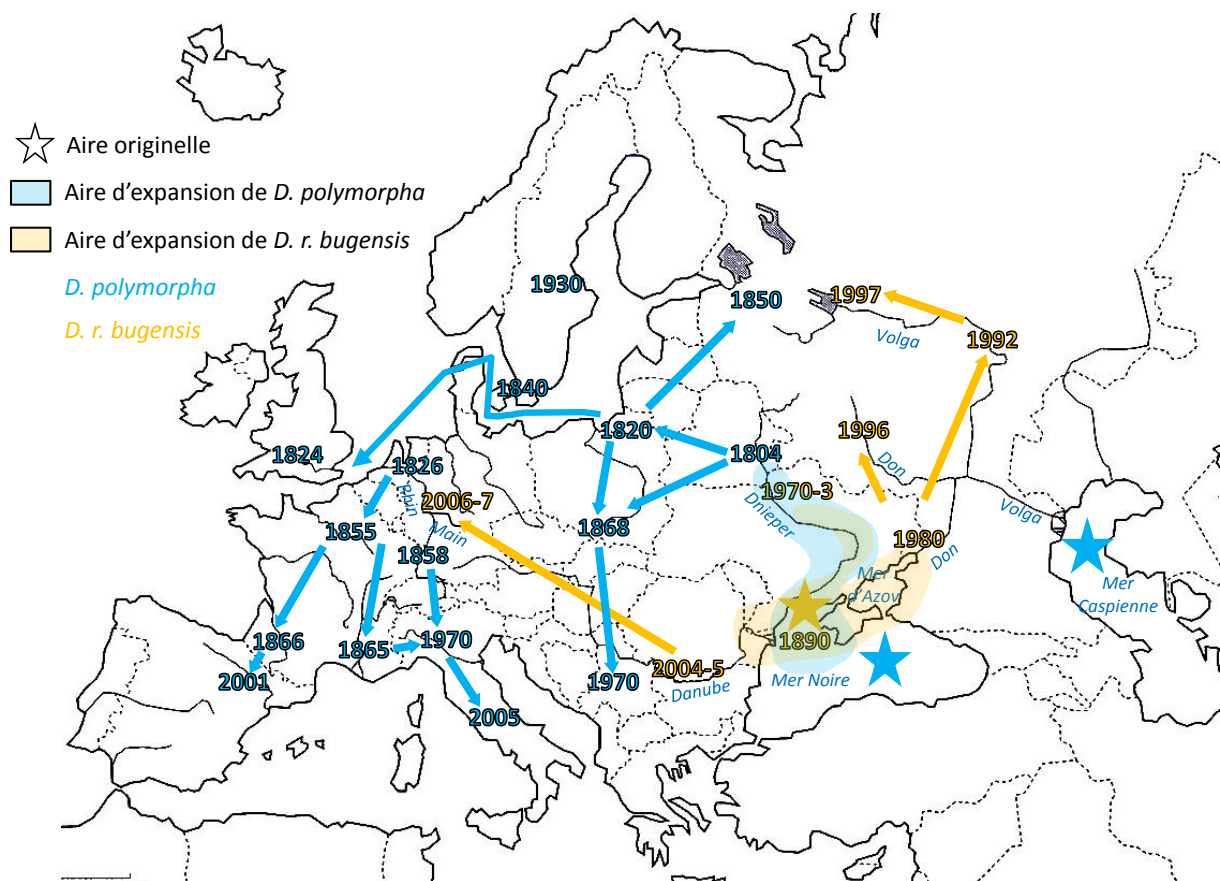 Aire originelle
Aire d'expansion de D. polymorpha
Aire d'expansion de D. r. bugensis
D. polymorpha
D. r. bugensis
1930
1850
1997
Volga
1992
1840
1820
1824
1826
1804
1996
Don
Rhin
2006-7
1970-3
Dnieper
Volga
1855
Main
1868
1858
1980
Don
Mer d'Azov
Mer Caspienne
1866
1865
1970
1890
2001
2004-5
1970
Danube
Mer Noire
2005